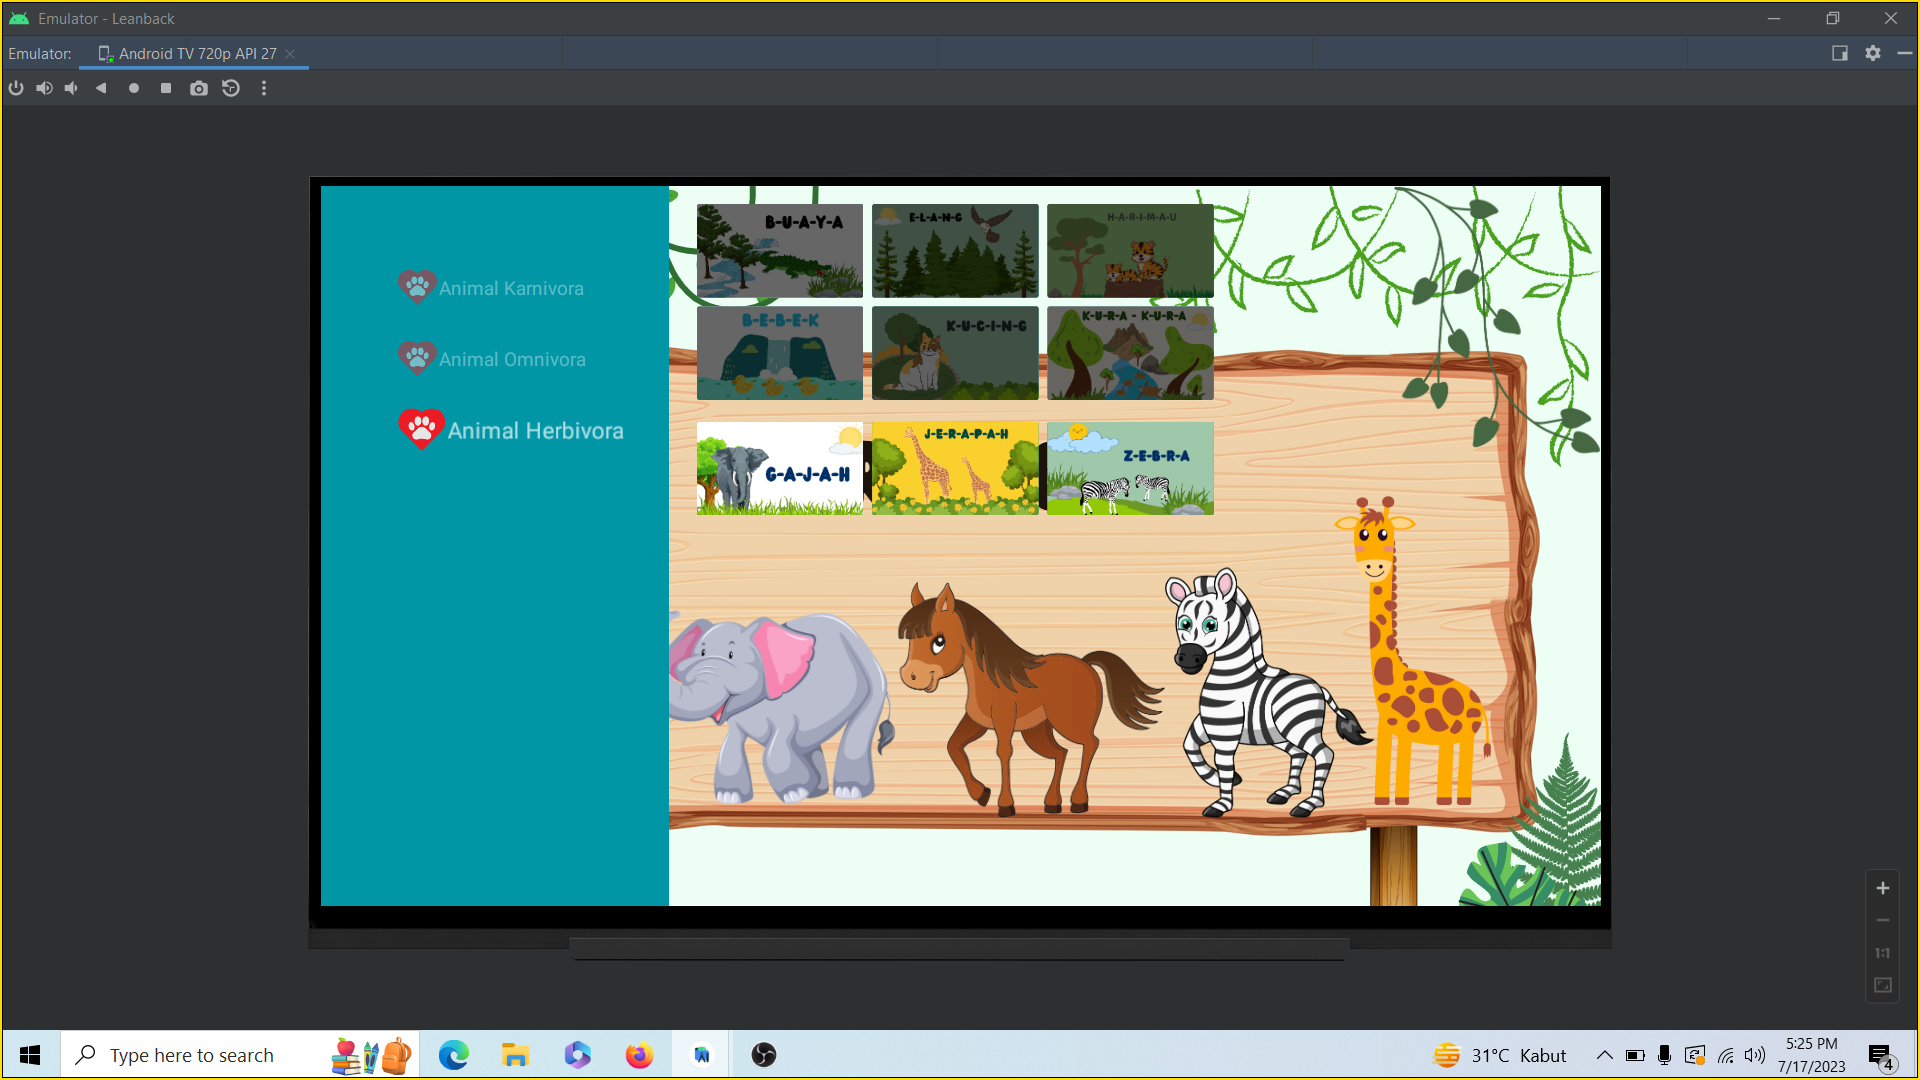 Emulator - Leanback
Emulator: Android TV 720p API 27
B-U-A-Y-A
E-L-A-N-G
H-A-R-I-M-A-U
Animal Karnivora
B-E-B-E-K
K-U-C-I-N-G
K-U-R-A - K-U-R-A
Animal Omnivora
Animal Herbivora
G-A-J-A-H
J-E-R-A-P-A-H
Z-E-B-R-A
1:1
Type here to search
31°C Kabut
5:25 PM
7/17/2023
4